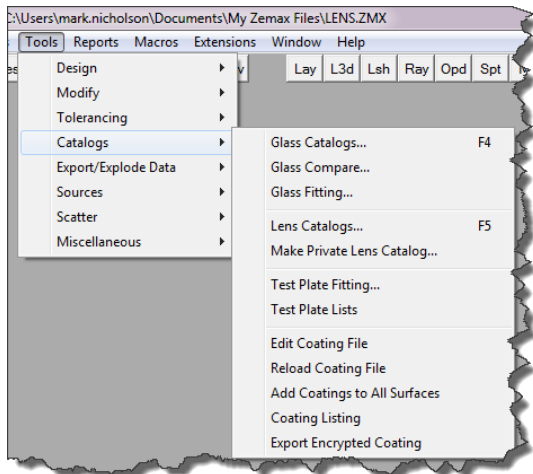 C:\Users\mark.nicholson\Documents\My Zemax Files\LENS.ZMX
Tools Reports Macros Extensions Window Help
Lay L3d Lsh Ray Opd Spt
Design
Modify
Tolerancing
Catalogs
Export/Explode Data
Sources
Scatter
Miscellaneous
Glass Catalogs... F4
Glass Compare...
Glass Fitting...
Lens Catalogs... F5
Make Private Lens Catalog...
Test Plate Fitting...
Test Plate Lists
Edit Coating File
Reload Coating File
Add Coatings to All Surfaces
Coating Listing
Export Encrypted Coating